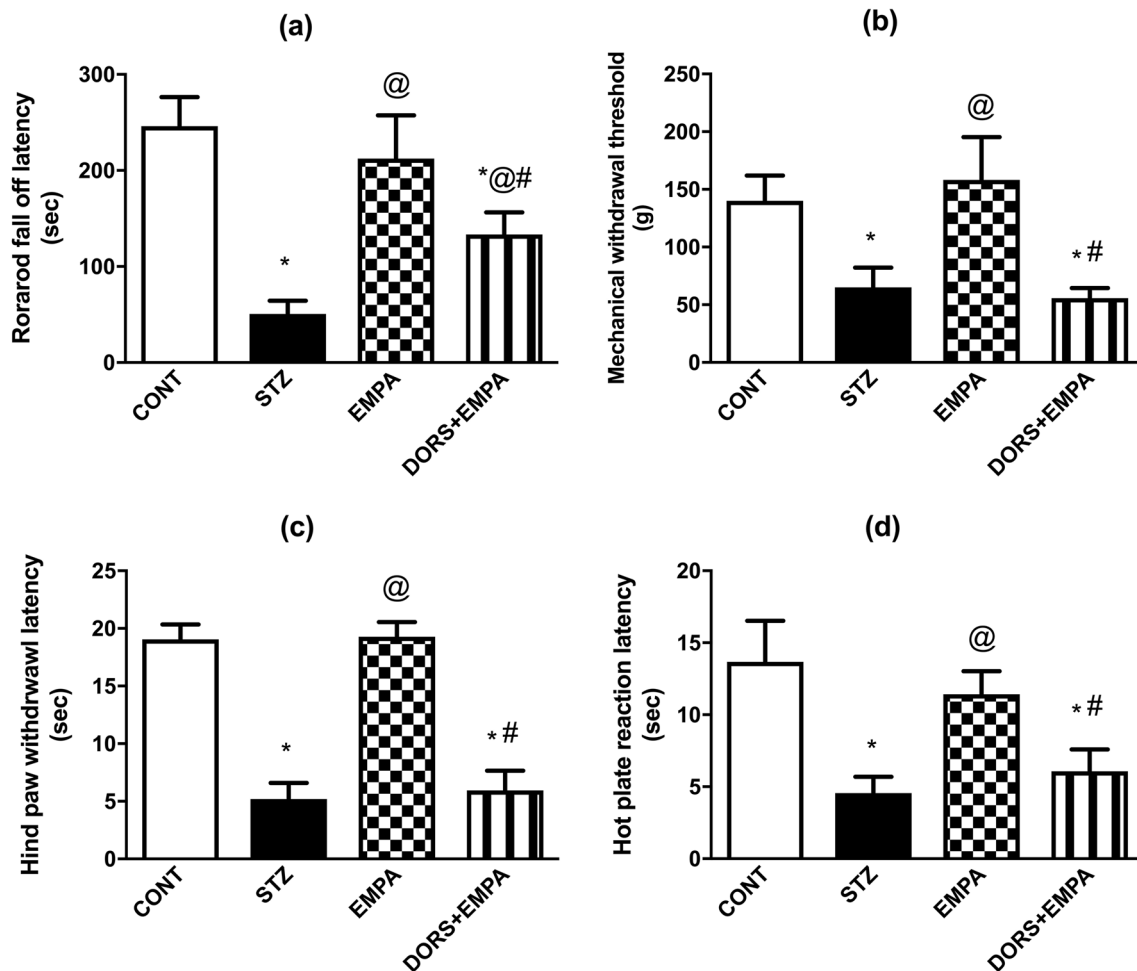 (a)
Rorarod fall off latency
(sec)
300
200
100
0
*
@
*@#
CONT
STZ
EMPA
DORS+EMPA
(b)
Mechanical withdrawal threshold
(g)
250
200
150
100
50
0
*
@
* #
CONT
STZ
EMPA
DORS+EMPA
(c)
Hind paw withdrwawl latency
(sec)
25
20
15
10
5
0
*
@
* #
CONT
STZ
EMPA
DORS+EMPA
(d)
Hot plate reaction latency
(sec)
20
15
10
5
0
*
@
* #
CONT
STZ
EMPA
DORS+EMPA